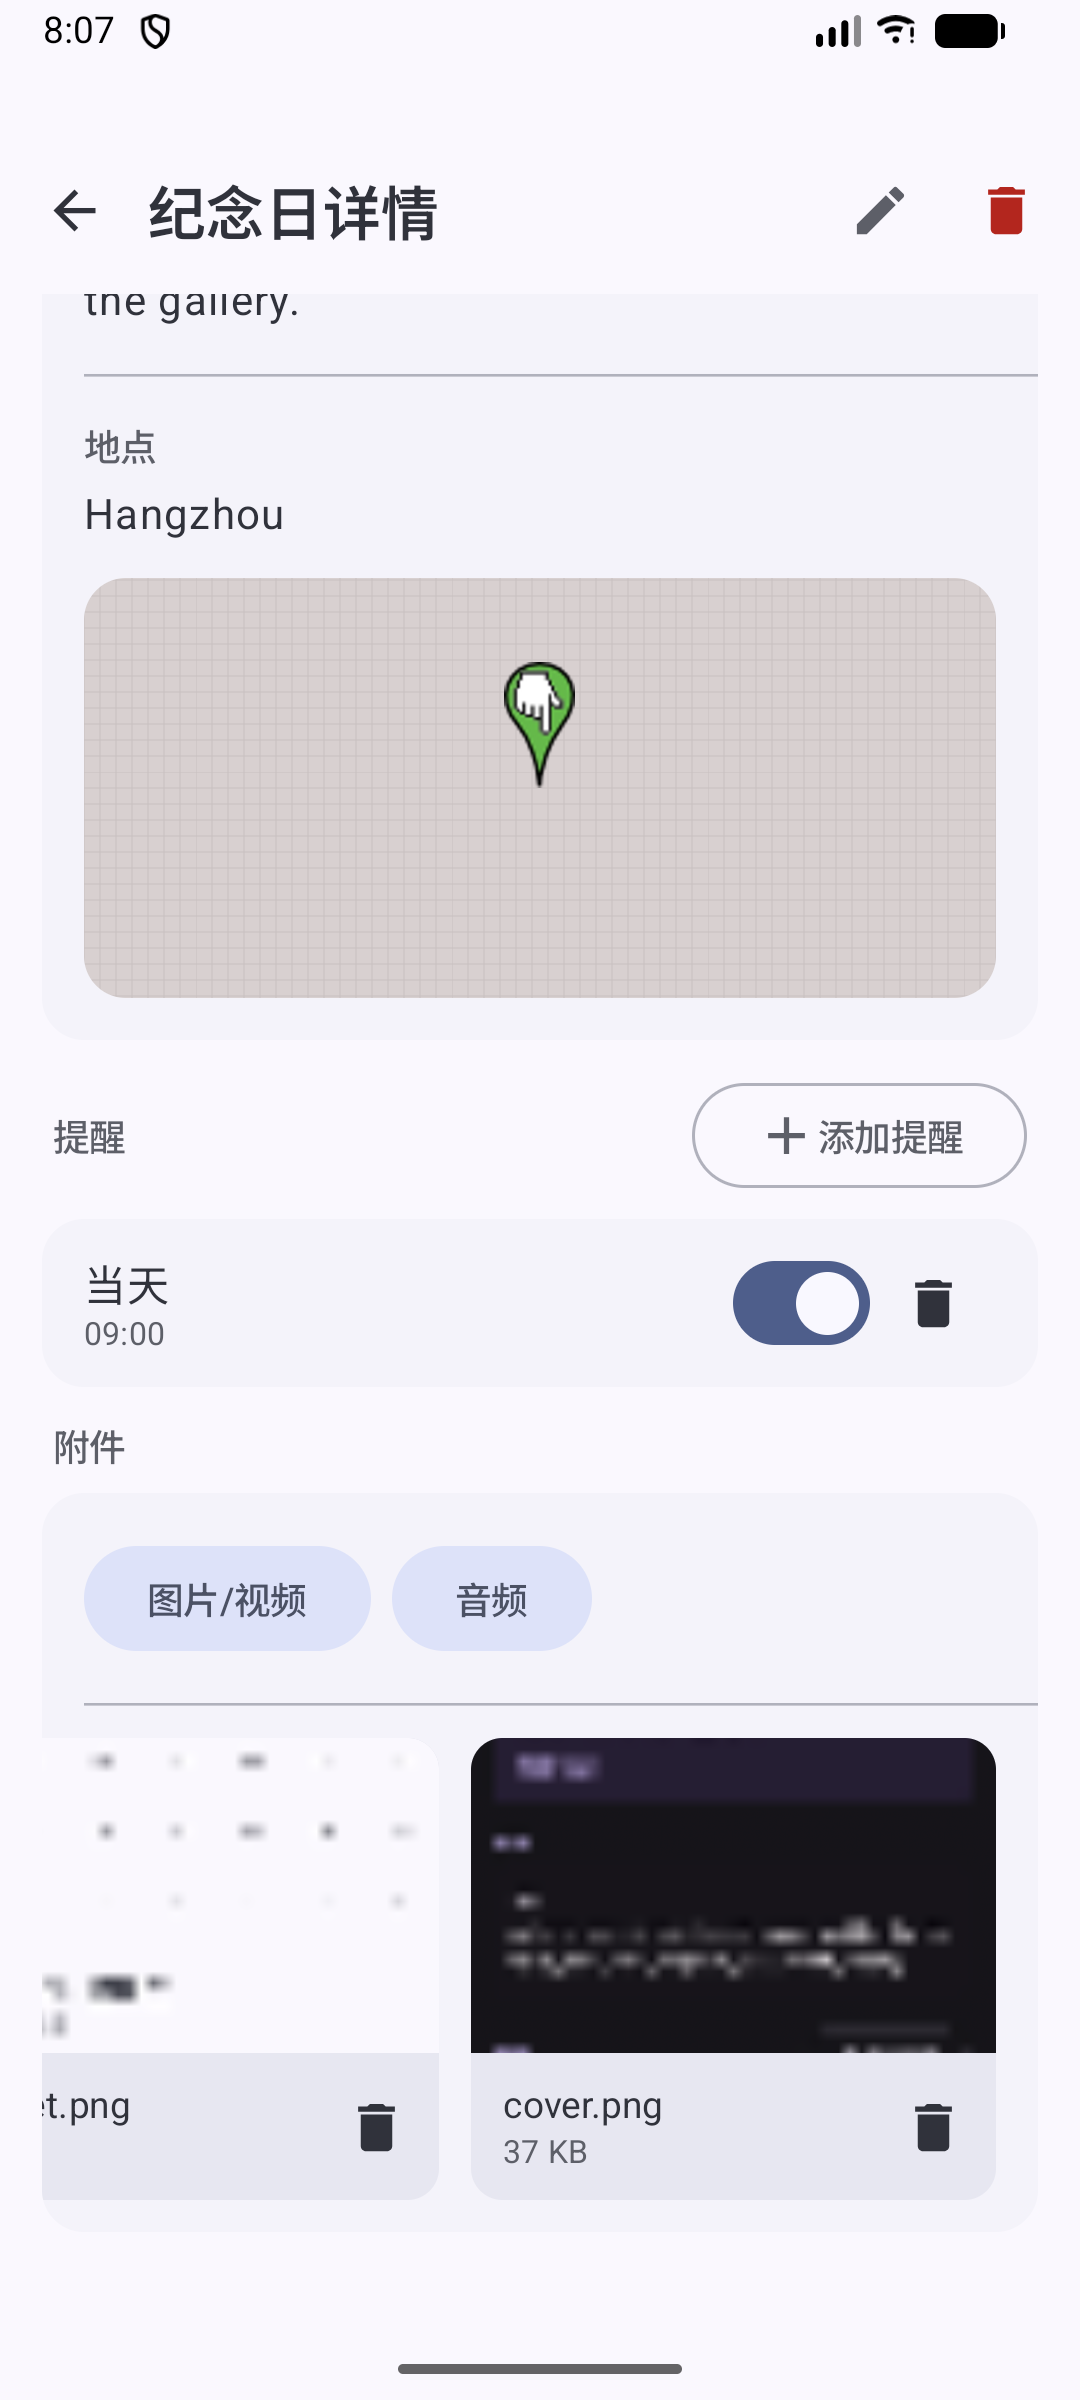 8:07
纪念日详情
the gallery.
地点
Hangzhou
提醒
添加提醒
当天
09:00
附件
图片/视频
音频
et.png
cover.png
37 KB